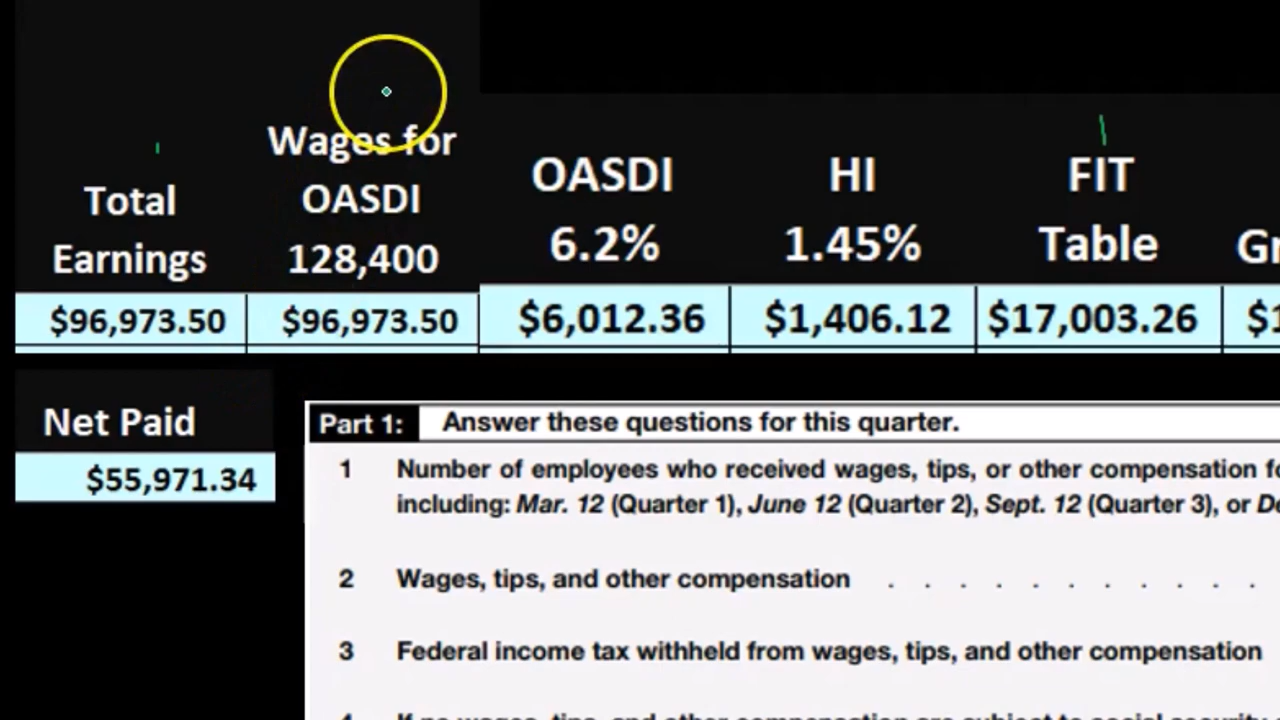 Total
Earnings
Wages for
OASDI
128,400
OASDI
6.2%
HI
1.45%
FIT
Table
$96,973.50 $96,973.50 $6,012.36 $1,406.12 $17,003.26
Net Paid
$55,971.34
Part 1: Answer these questions for this quarter.
1 Number of employees who received wages, tips, or other compensation
including: Mar. 12 (Quarter 1), June 12 (Quarter 2), Sept. 12 (Quarter 3), or
2 Wages, tips, and other compensation . . . . . . . . . . .
3 Federal income tax withheld from wages, tips, and other compensation